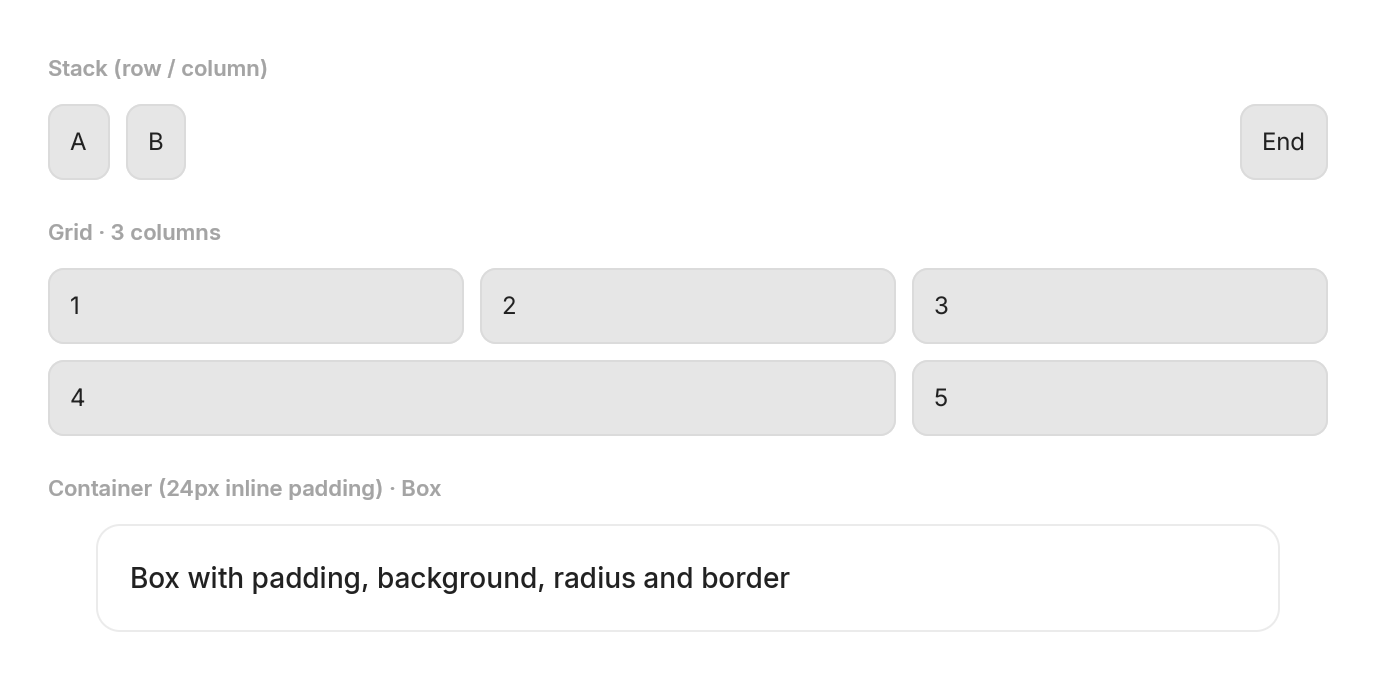 Stack (row / column)
A B End
Grid · 3 columns
1 2 3
4 5
Container (24px inline padding) · Box
Box with padding, background, radius and border